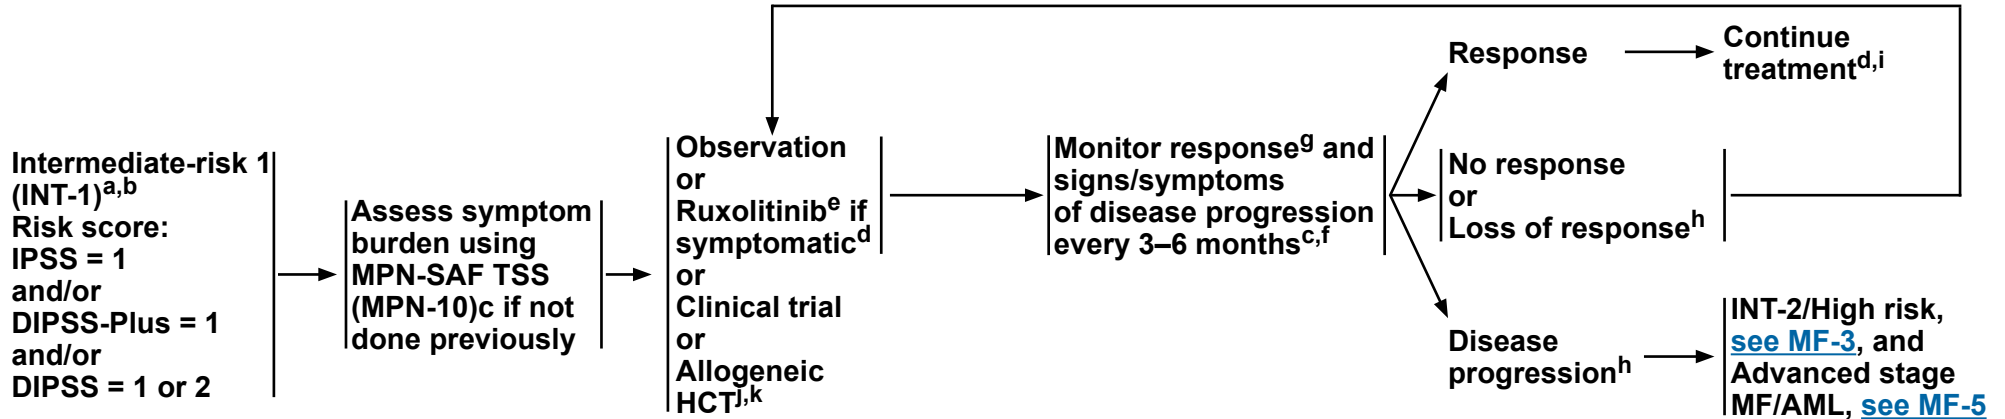 Intermediate-risk 1
(INT-1)a,b
Risk score:
IPSS = 1
and/or
DIPSS-Plus = 1
and/or
DIPSS = 1 or 2
Assess symptom
burden using
MPN-SAF TSS
(MPN-10)c if not
done previously
Observation
or
Ruxolitinibe if
symptomaticd
or
Clinical trial
or
Allogeneic
HCTj,k
Monitor responseg and
signs/symptoms
of disease progression
every 3–6 monthsc,f
Response
Continue
treatmentd,i
No response
or
Loss of responseh
Disease
progressionh
INT-2/High risk,
see MF-3, and
Advanced stage
MF/AML, see MF-5